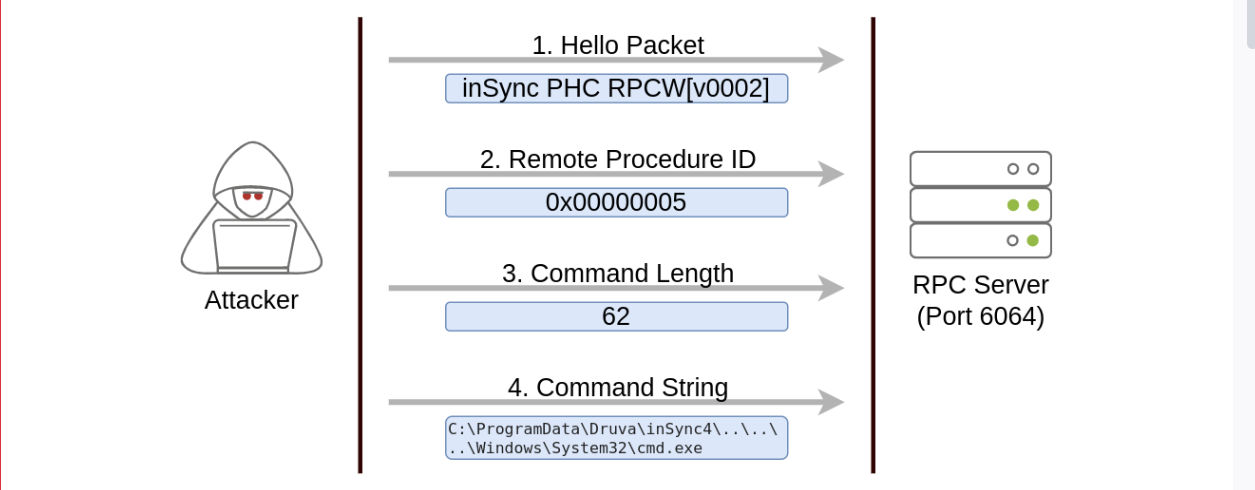 1. Hello Packet
inSync PHC RPCW[v0002]
2. Remote Procedure ID
0x00000005
3. Command Length
62
4. Command String
C:\ProgramData\Druva\inSync4\..\..\
..\Windows\System32\cmd.exe
Attacker
RPC Server
(Port 6064)